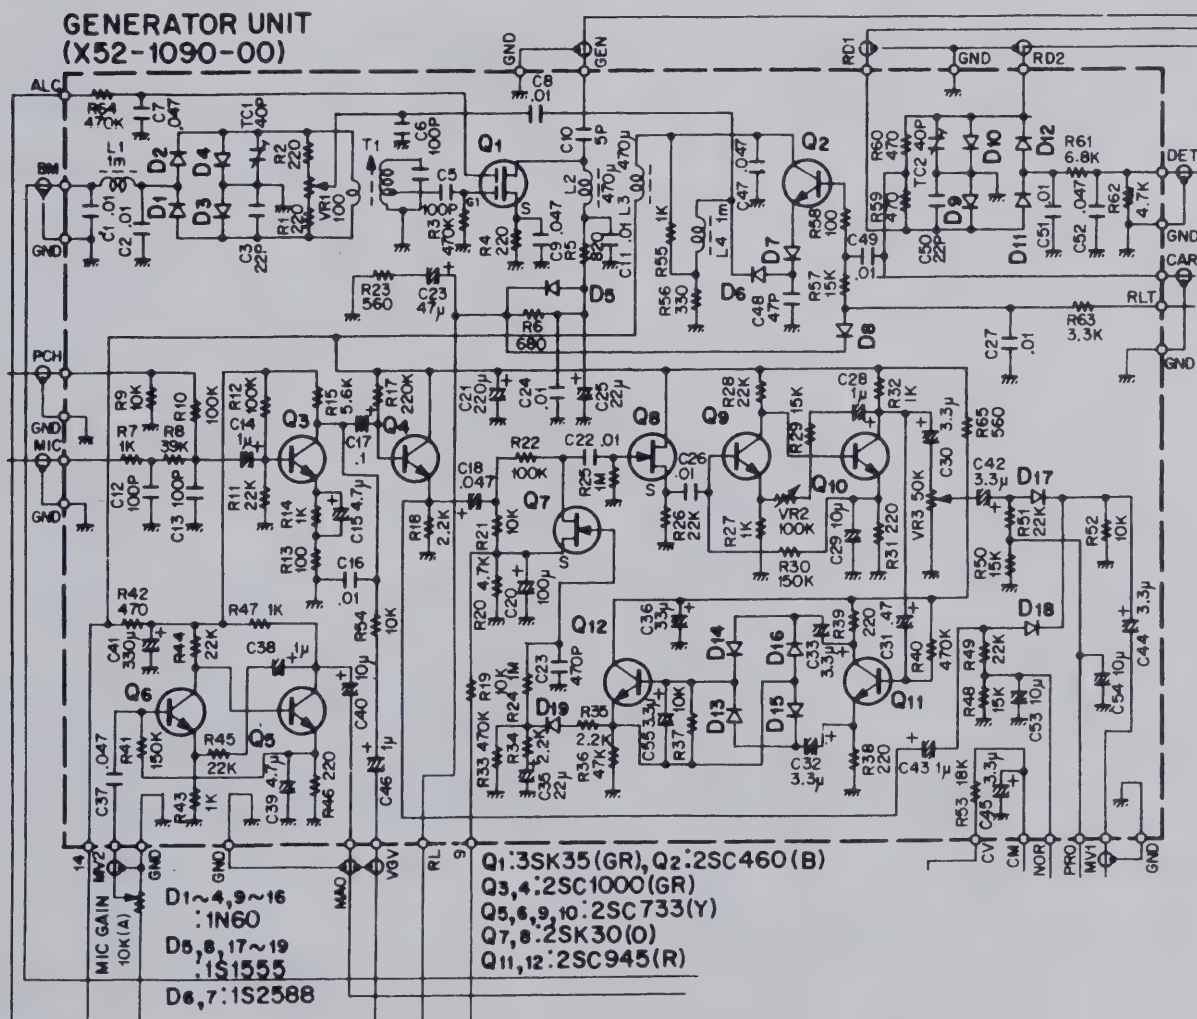 GENERATOR UNIT
(X52-1090-00)
GND
GEN
RD1
GND
RD2
ALC
R64
470K
C7
.047
TC1
40P
R2
220
C6
100P
C8
.01
C10
5P
470μ
C47
.047
Q2
R60
470
TC2
40P
D10
D12
R61
6.8K
DET
BM
L1
1m
D2
D4
T1
C5
100P
Q1
G1
L2
470μ
L3
R55
1K
1m
L4
D7
R58
100
C49
.01
R59
470
C50
22P
D9
D11
C51
.01
C52
.047
R62
4.7K
GND
C1
.01
C2
.01
D1
D3
C3
22P
R1
220
VR1
100
R3
470K
R4
220
S
C9
.047
R5
820
C11
.01
D6
C48
47P
R57
15K
GND
CAR
R23
560
C23
47μ
D5
R56
330
D8
RLT
R63
3.3K
C27
.01
R6
680
GND
PCH
R9
10K
R10
100K
R12
100K
R15
5.6K
R17
220K
C21
220μ
C24
.01
C25
22μ
R28
22K
15K
R29
C28
1μ
R32
1K
3.3μ
C30
R65
560
GND
R7
1K
R8
39K
C14
1μ
Q3
C17
.1
Q4
Q8
Q9
MIC
R22
100K
C22 .01
C42
3.3μ
D17
C12
100P
C13
100P
R11
22K
R14
1K
C15
4.7μ
R18
2.2K
C18
.047
Q7
R25
1M
S
C26
.01
Q10
VR2
100K
VR3 50K
R51
22K
R52
10K
GND
R13
100
C16
.01
R21
10K
S
R26
22K
R27
1K
R30
150K
C29
10μ
R31
220
R50
15K
R42
470
R47 1K
R54
10K
R20
4.7K
C20
100μ
Q12
C36
33μ
D14
D16
R39
220
C31
.47
D18
3.3μ
C44
C41
330μ
R44
22K
C38
1μ
10μ
C40
R19
10K
R24
1M
C23
470P
C33
3.3μ
R40
470K
R49
22K
Q6
Q5
D19
R35
2.2K
3.3μ
C55
10K
R37
D13
D15
Q11
R48
15K
C53
10μ
C54
10μ
.047
C37
R41
150K
R45
22K
C39
4.7μ
R46
220
1μ
C46
R33
470K
R34
2.2K
C35
22μ
R36
47K
C32
3.3μ
R38
220
C43 1μ
R43
1K
R53
18K
C45
3.3μ
14
MV2
GND
GND
MAO
VGV
RL
9
CV
CM
NOR
PRO
MV1
GND
MIC GAIN
10K(A)
D1~4,9~16
:1N60
D5,8,17~19
:1S1555
D6,7:1S2588
Q1:3SK35(GR),Q2:2SC460(B)
Q3,4:2SC1000(GR)
Q5,6,9,10:2SC733(Y)
Q7,8:2SK30(O)
Q11,12:2SC945(R)